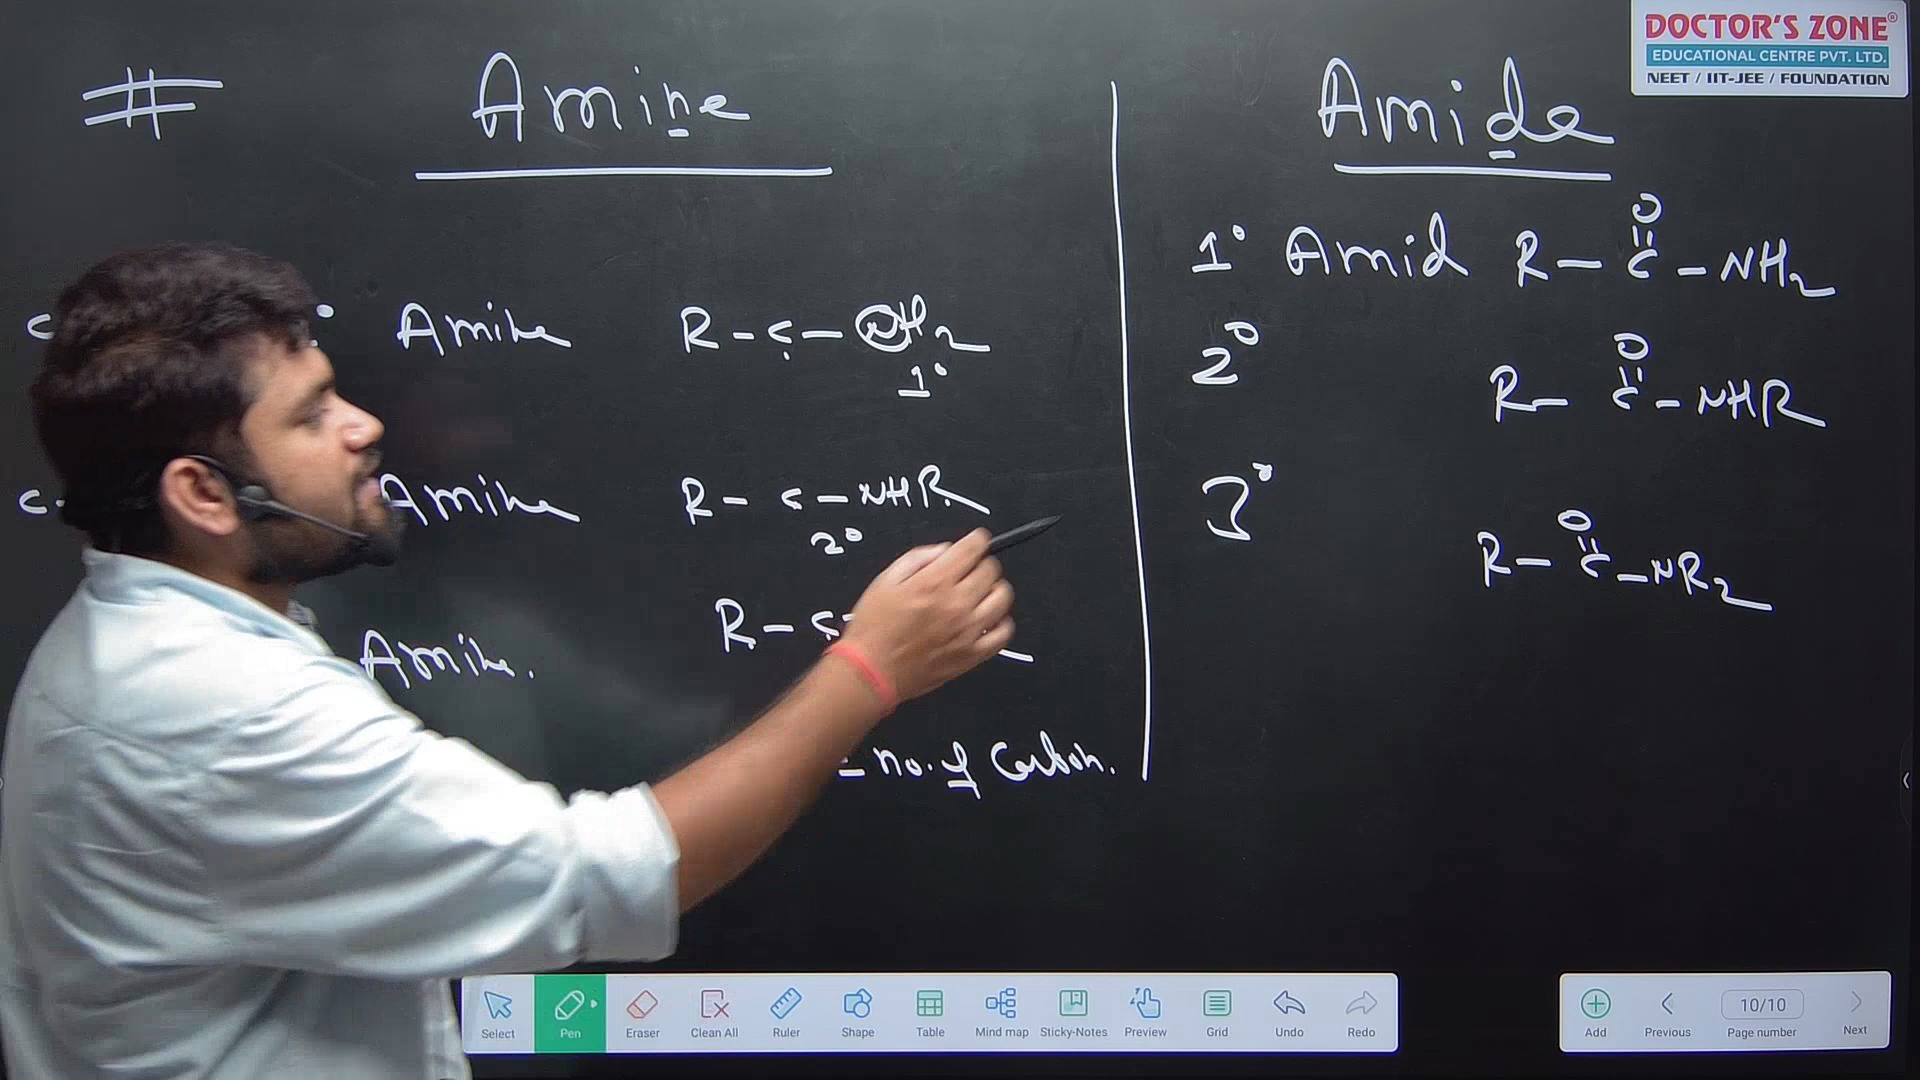 DOCTOR'S ZONE®
EDUCATIONAL CENTRE PVT. LTD.
NEET / IIT-JEE / FOUNDATION
# Amine
Amine R-C-NH2
1°
Amine R-C-NHR
2°
Amine. R-C
- no. of Carbon.
Amide
1° Amid R-C-NH2
O
2° R-C-NHR
O
3° R-C-NR2
O
Select Pen Eraser Clean All Ruler Shape Table Mind map Sticky-Notes Preview Grid Undo Redo
Add Previous 10/10 Page number Next